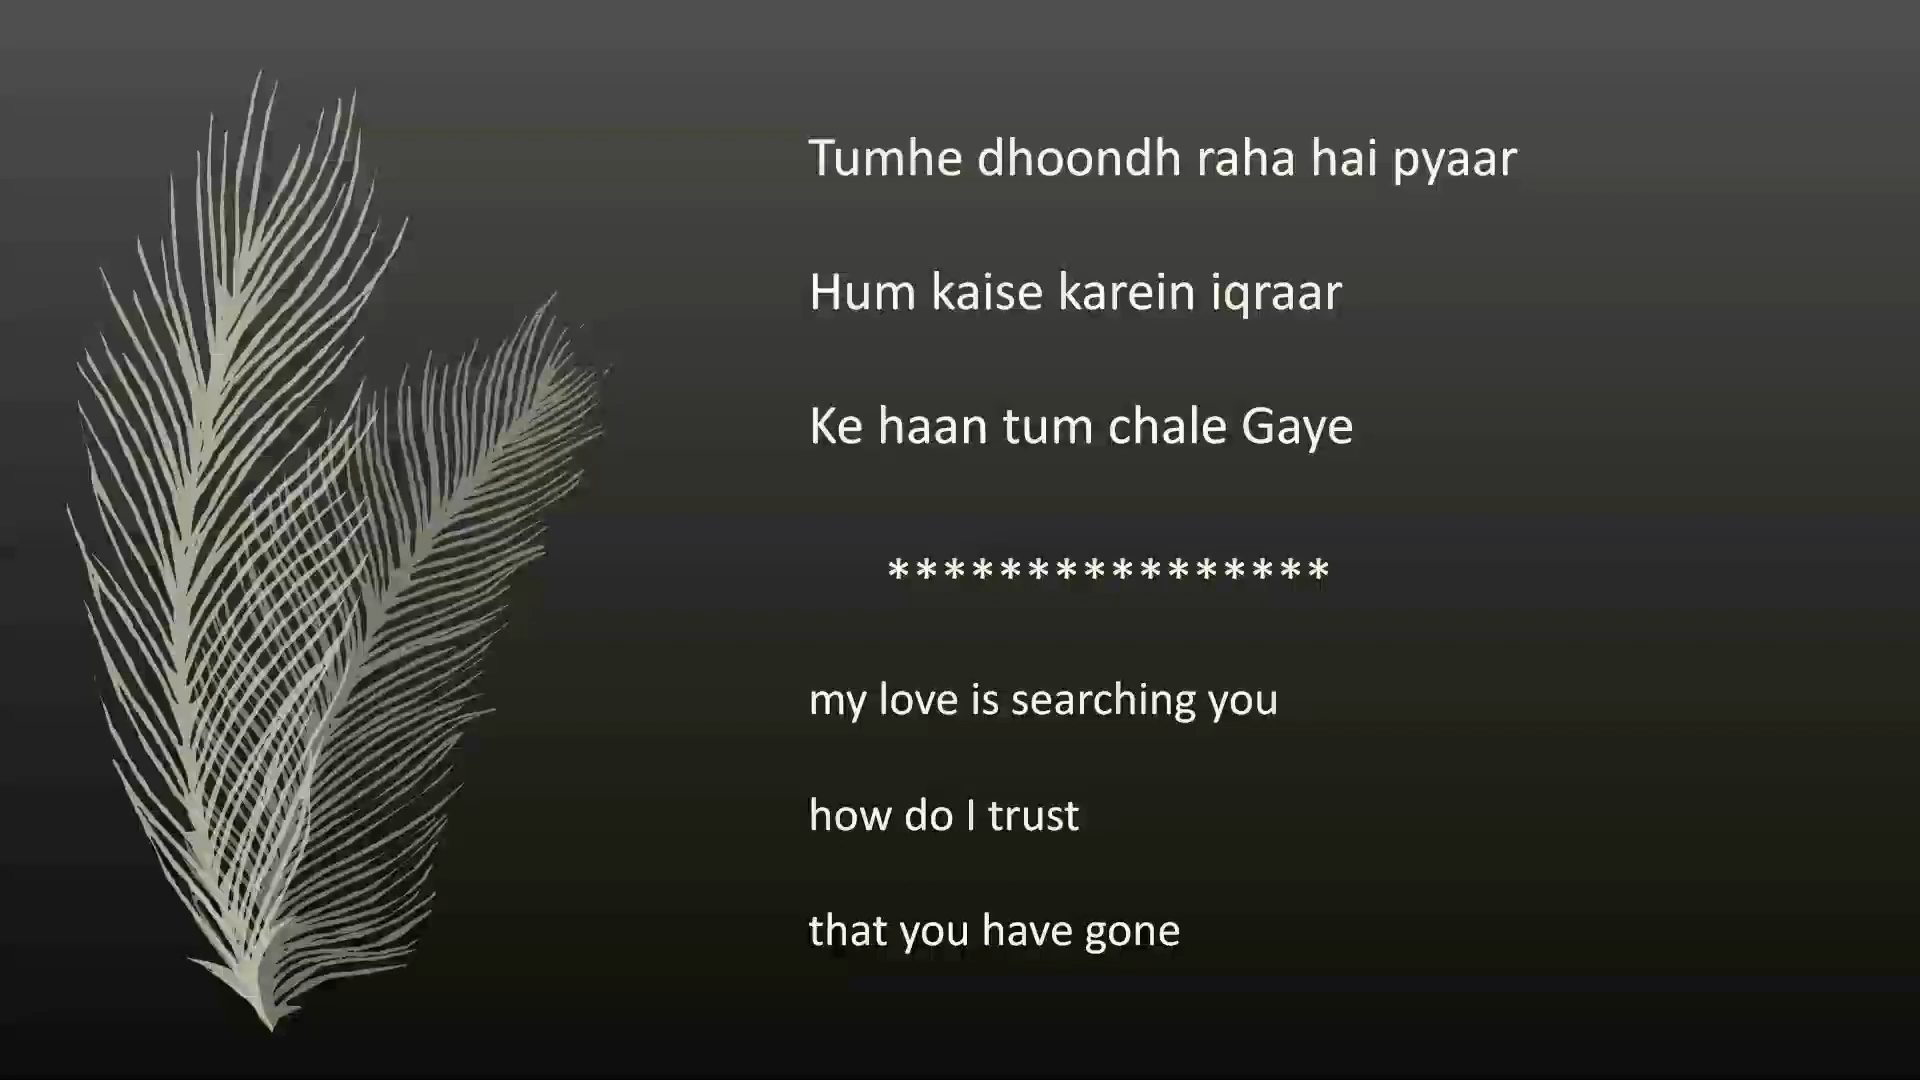 Tumhe dhoondh raha hai pyaar
Hum kaise karein iqraar
Ke haan tum chale Gaye
****************
my love is searching you
how do I trust
that you have gone